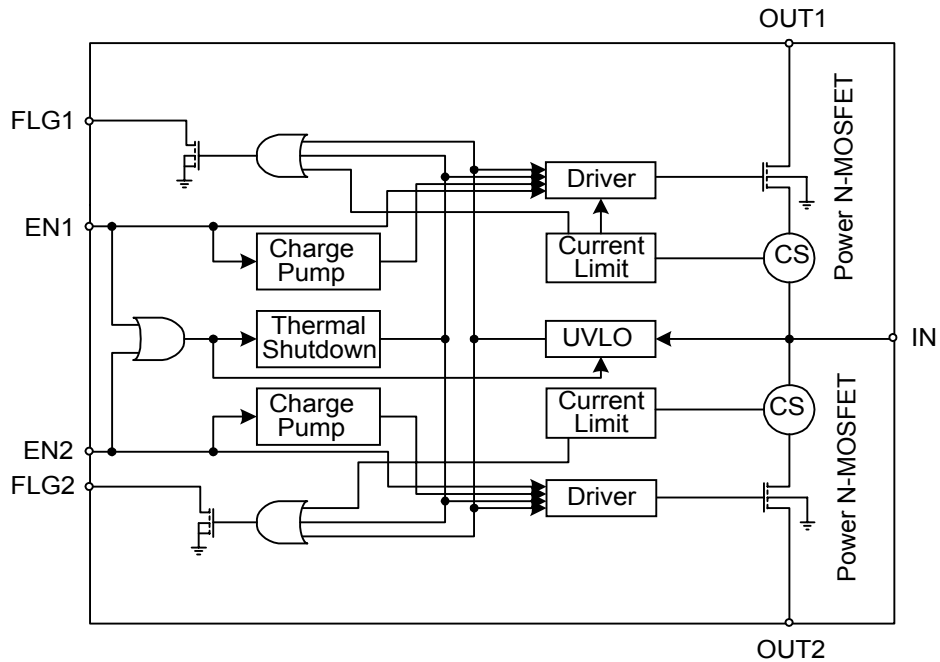 OUT1
FLG1
Driver
Power N-MOSFET
EN1
Charge
Pump
Current
Limit
CS
Thermal
Shutdown
UVLO
IN
Charge
Pump
Current
Limit
CS
EN2
FLG2
Driver
Power N-MOSFET
OUT2